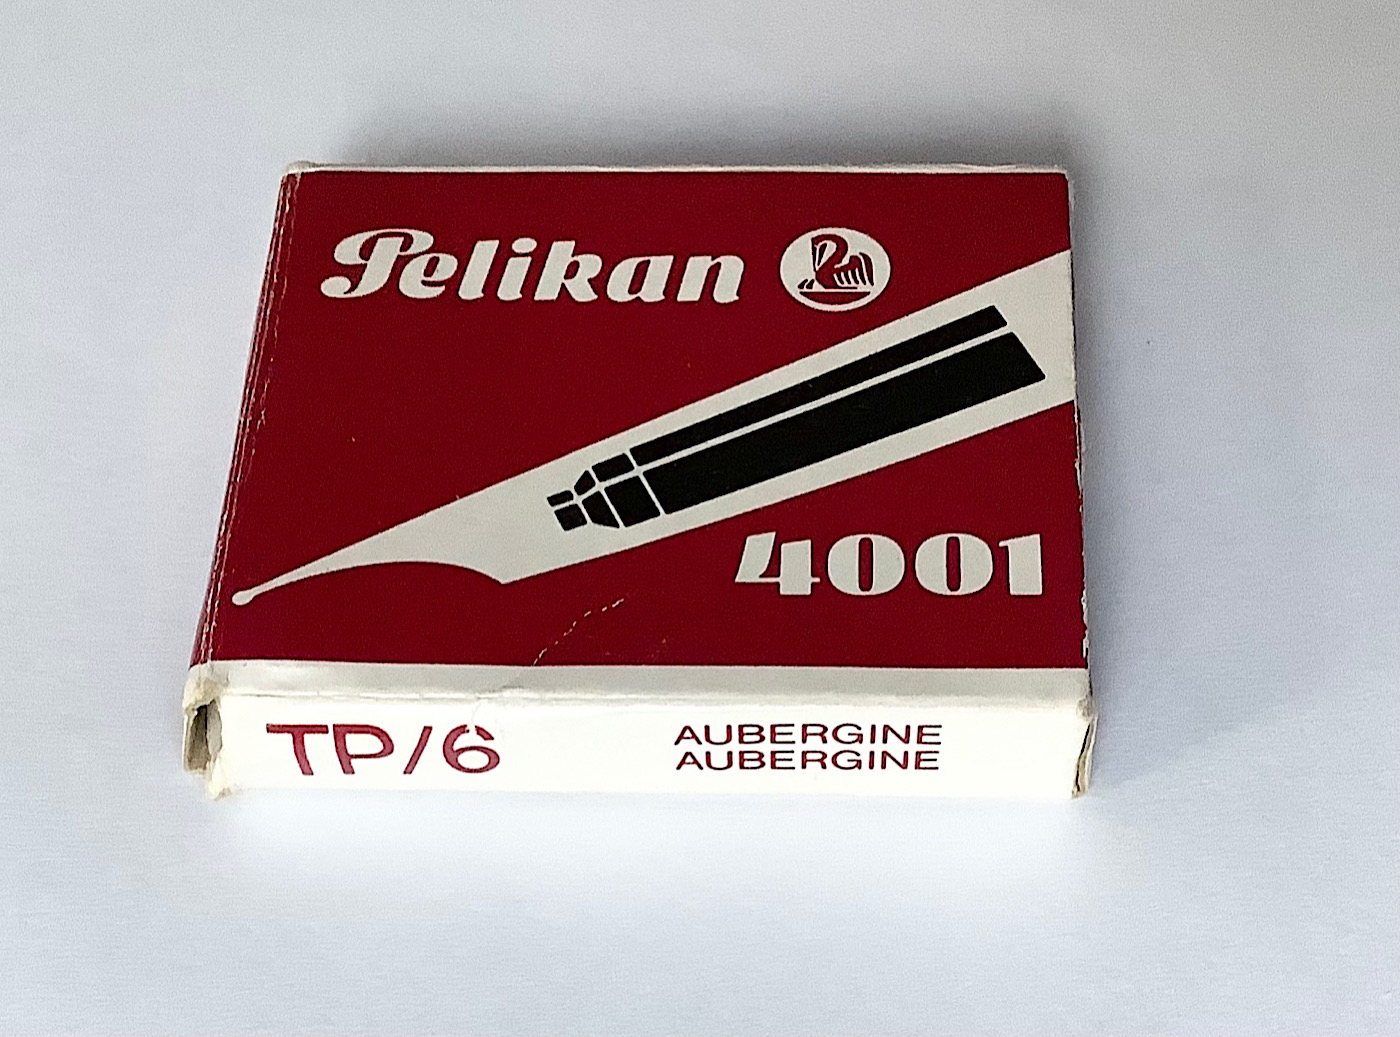 Pelikan
4001
TP/6
AUBERGINE
AUBERGINE